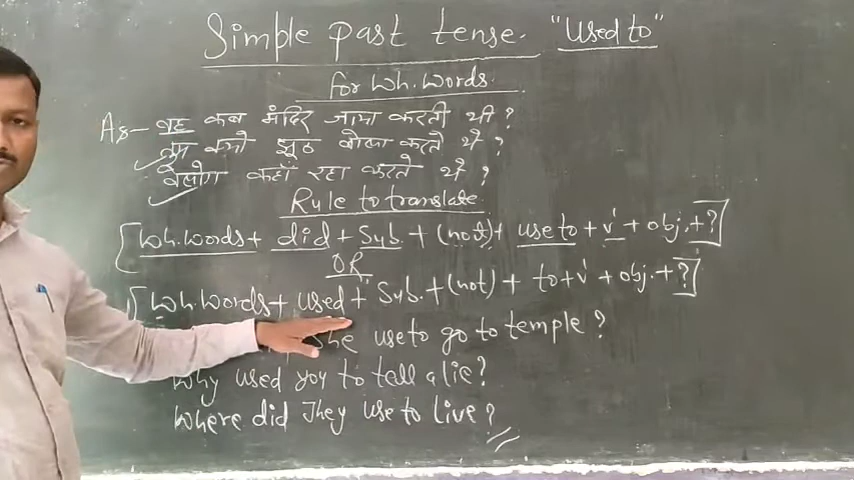 Simple past tense. "Used to"
for Wh. words.
As - वह कब मंदिर जाया करती थी ?
क्यों झूठ बोला करते थे ?
वेलोग कहाँ रहा करते थे ?
Rule to translate
[Wh. words + did + Sub. + (not) + use to + v¹ + obj. + ?]
OR
[Wh. words + used + Sub. + (not) + to + v¹ + obj. + ?]
she use to go to temple ?
Why used you to tell a lie ?
Where did They use to live ?